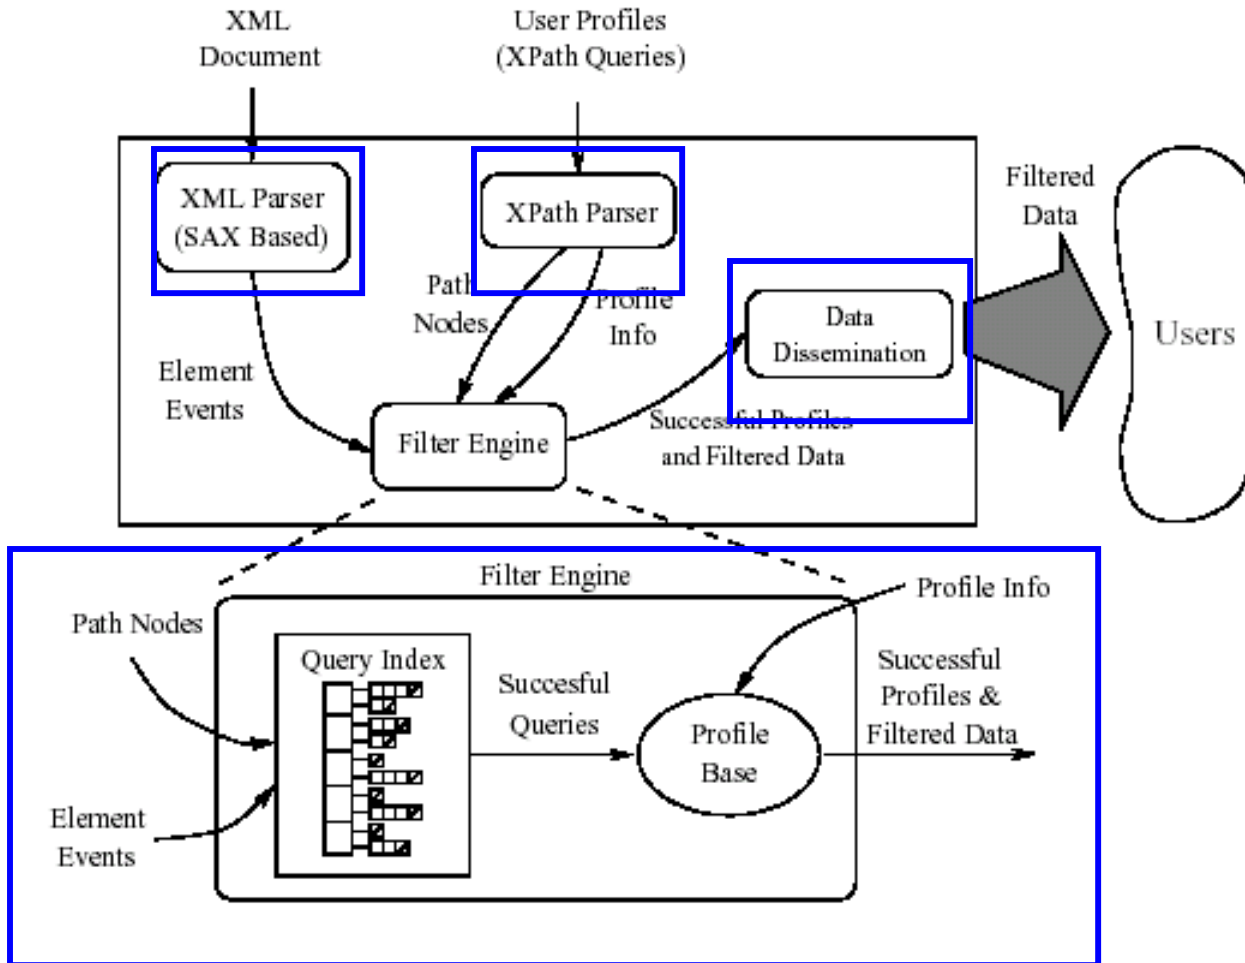 XML
Document
User Profiles
(XPath Queries)
XML Parser
(SAX Based)
XPath Parser
Filtered
Data
Path
Nodes
Profile
Info
Data
Dissemination
Users
Element
Events
Filter Engine
Successful Profiles
and Filtered Data
Filter Engine
Profile Info
Path Nodes
Query Index
Succesful
Queries
Successful
Profiles &
Filtered Data
Profile
Base
Element
Events